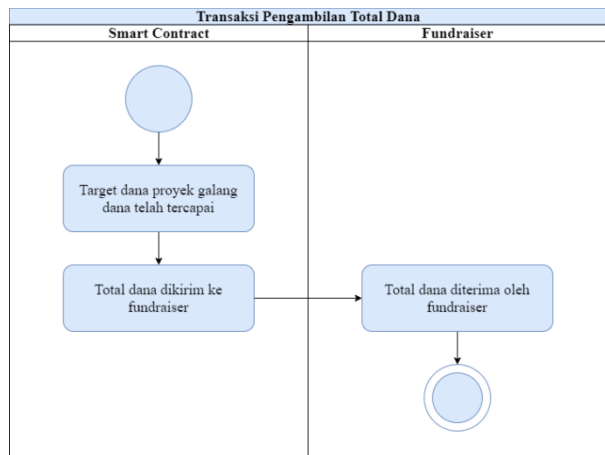 Transaksi Pengambilan Total Dana
Smart Contract
Fundraiser
Target dana proyek galang
dana telah tercapai
Total dana dikirim ke
fundraiser
Total dana diterima oleh
fundraiser